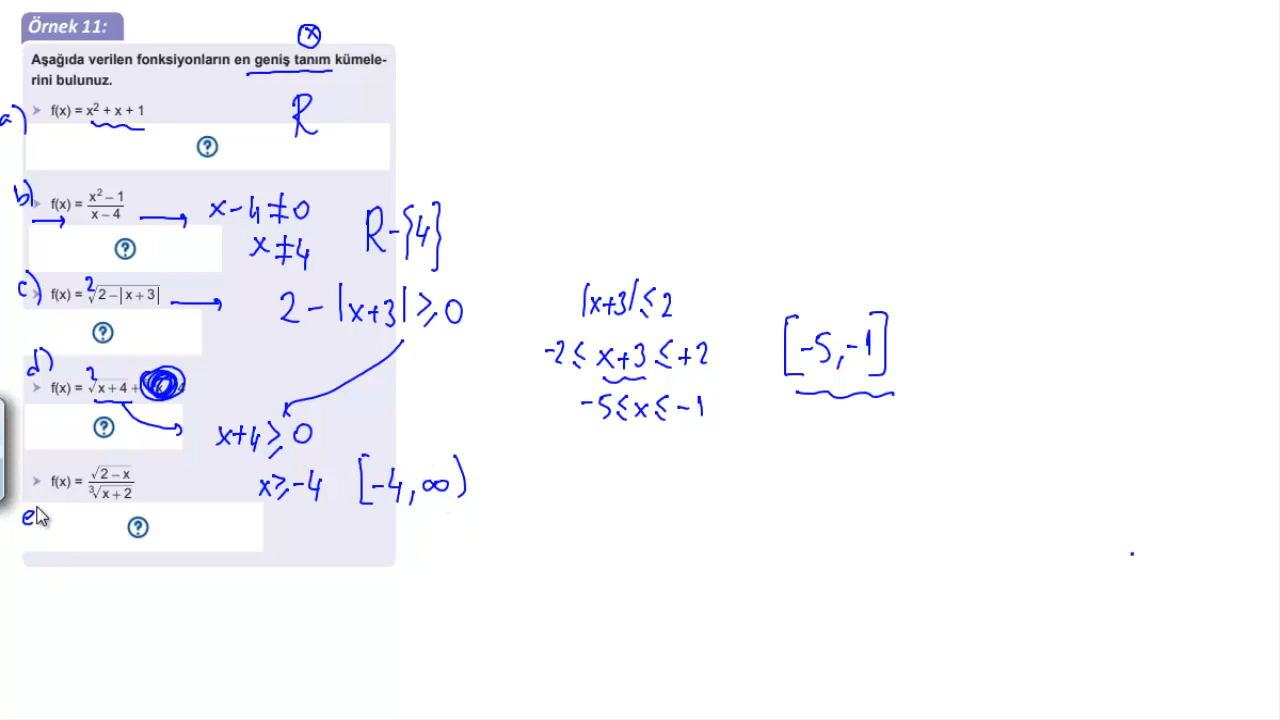 Örnek 11:
x
Aşağıda verilen fonksiyonların en geniş tanım kümele-
rini bulunuz.
a) f(x) = x² + x + 1
R
?
b) f(x) = x² – 1 / x – 4
x-4≠0
x≠4
R-{4}
?
c) f(x) = ²√2 – |x + 3|
2-|x+3|≥0
|x+3|≤2
-2≤x+3≤+2
-5≤x≤-1
[-5,-1]
?
d) f(x) = ²√x + 4 +
x+4≥0
x≥-4 [-4,∞)
?
f(x) = √2 – x / ³√x + 2
e
?